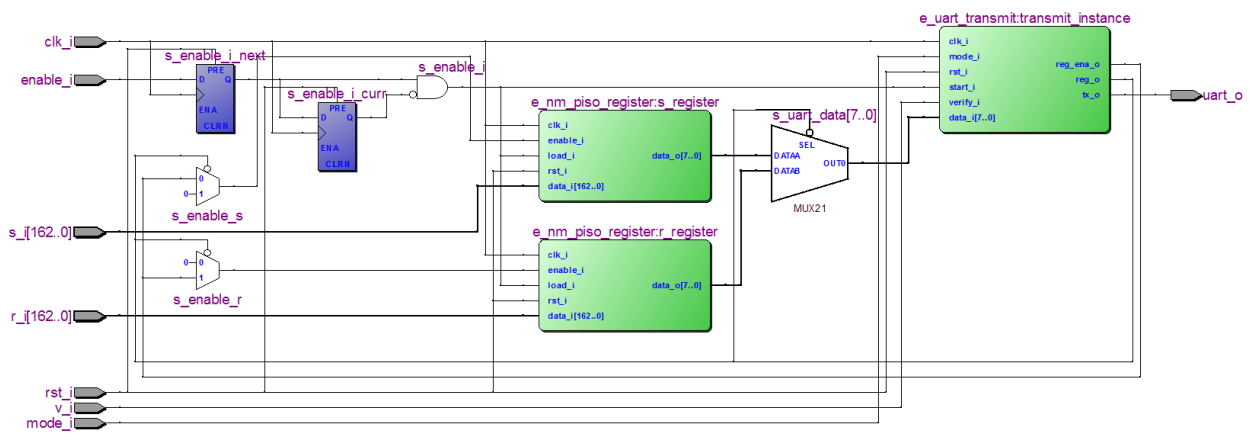 e_uart_transmit:transmit_instance
clk_i
enable_i
s_enable_i_next
PRE
D Q
ENA
CLRN
s_enable_i_curr
PRE
D Q
ENA
CLRN
s_enable_i
0
0 1
s_enable_s
0 0
1
s_enable_r
s_i[162..0]
r_i[162..0]
rst_i
v_i
mode_i
e_nm_piso_register:s_register
clk_i
enable_i
load_i
rst_i
data_i[162..0]
data_o[7..0]
e_nm_piso_register:r_register
clk_i
enable_i
load_i
rst_i
data_i[162..0]
data_o[7..0]
s_uart_data[7..0]
SEL
DATAA
DATAB
OUT0
MUX21
clk_i
mode_i
rst_i
start_i
verify_i
data_i[7..0]
reg_ena_o
reg_o
tx_o
uart_o